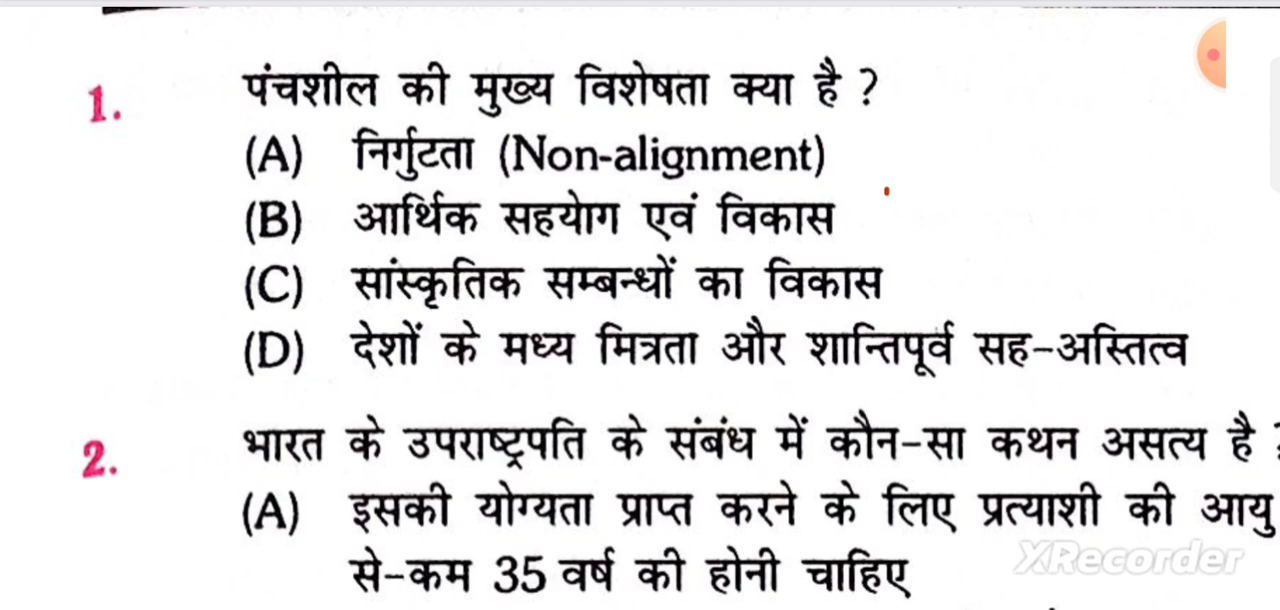 1. पंचशील की मुख्य विशेषता क्या है ?
(A) निर्गुटता (Non-alignment)
(B) आर्थिक सहयोग एवं विकास
(C) सांस्कृतिक सम्बन्धों का विकास
(D) देशों के मध्य मित्रता और शान्तिपूर्व सह-अस्तित्व
2. भारत के उपराष्ट्रपति के संबंध में कौन-सा कथन असत्य है ?
(A) इसकी योग्यता प्राप्त करने के लिए प्रत्याशी की आयु
से-कम 35 वर्ष की होनी चाहिए
XRecorder